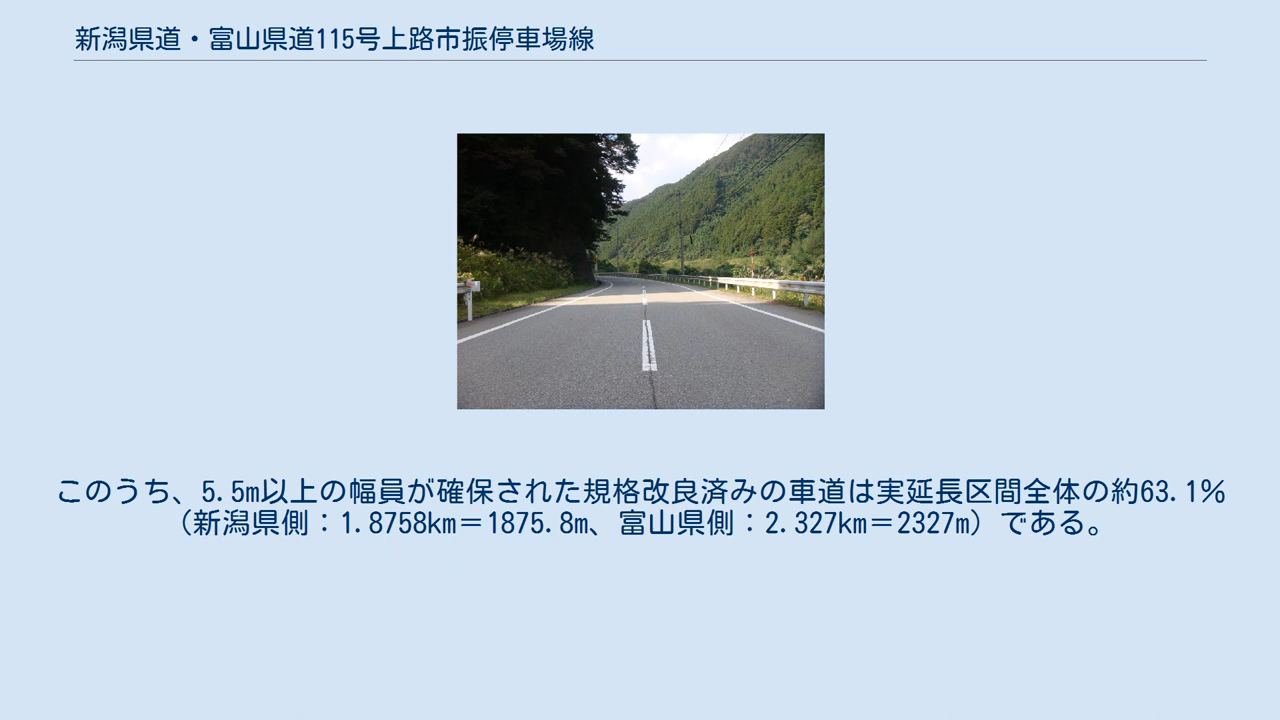 新潟県道・富山県道115号上路市振停車場線
このうち、5.5m以上の幅員が確保された規格改良済みの車道は実延長区間全体の約63.1%
（新潟県側：1.8758km＝1875.8m、富山県側：2.327km＝2327m）である。